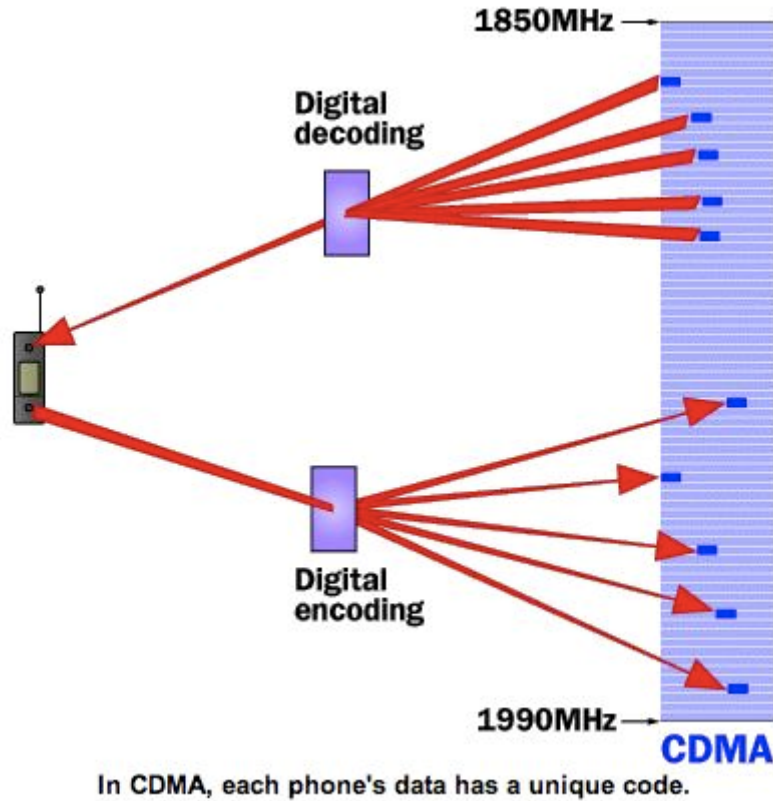 1850MHz
Digital
decoding
Digital
encoding
1990MHz
CDMA
In CDMA, each phone's data has a unique code.